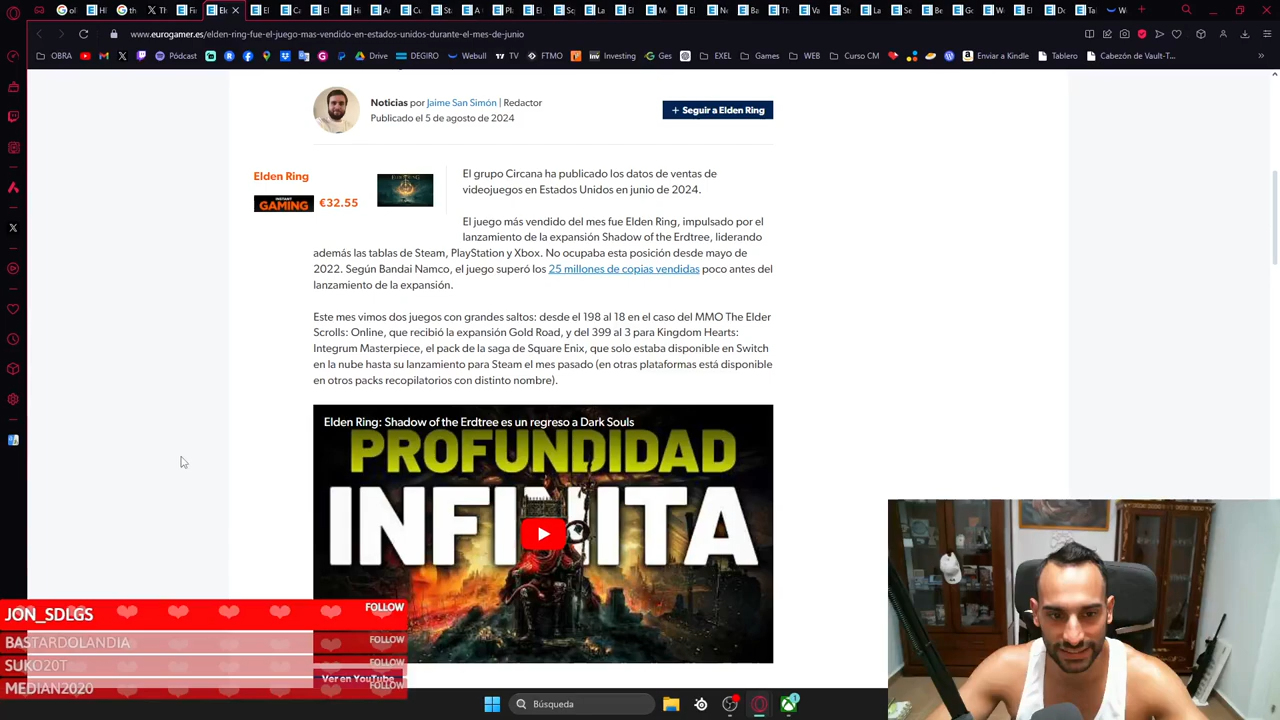 El
www.eurogamer.es/elden-ring-fue-el-juego-mas-vendido-en-estados-unidos-durante-el-mes-de-junio
OBRA
Pódcast
Drive
DEGIRO
Webull
TV
FTMO
Investing
Ges
EXEL
Games
WEB
Curso CM
Enviar a Kindle
Tablero
Cabezón de Vault-T...
Noticias por Jaime San Simón | Redactor
Publicado el 5 de agosto de 2024
+ Seguir a Elden Ring
Elden Ring
INSTANT GAMING €32.55
El grupo Circana ha publicado los datos de ventas de
videojuegos en Estados Unidos en junio de 2024.
El juego más vendido del mes fue Elden Ring, impulsado por el
lanzamiento de la expansión Shadow of the Erdtree, liderando
además las tablas de Steam, PlayStation y Xbox. No ocupaba esta posición desde mayo de
2022. Según Bandai Namco, el juego superó los 25 millones de copias vendidas poco antes del
lanzamiento de la expansión.
Este mes vimos dos juegos con grandes saltos: desde el 198 al 18 en el caso del MMO The Elder
Scrolls: Online, que recibió la expansión Gold Road, y del 399 al 3 para Kingdom Hearts:
Integrum Masterpiece, el pack de la saga de Square Enix, que solo estaba disponible en Switch
en la nube hasta su lanzamiento para Steam el mes pasado (en otras plataformas está disponible
en otros packs recopilatorios con distinto nombre).
Elden Ring: Shadow of the Erdtree es un regreso a Dark Souls
PROFUNDIDAD
INFINITA
JON_SDLGS FOLLOW
BASTARDOLANDIA FOLLOW
SUKO20T FOLLOW
Ver en YouTube
MEDIAN2020 FOLLOW
Búsqueda
1